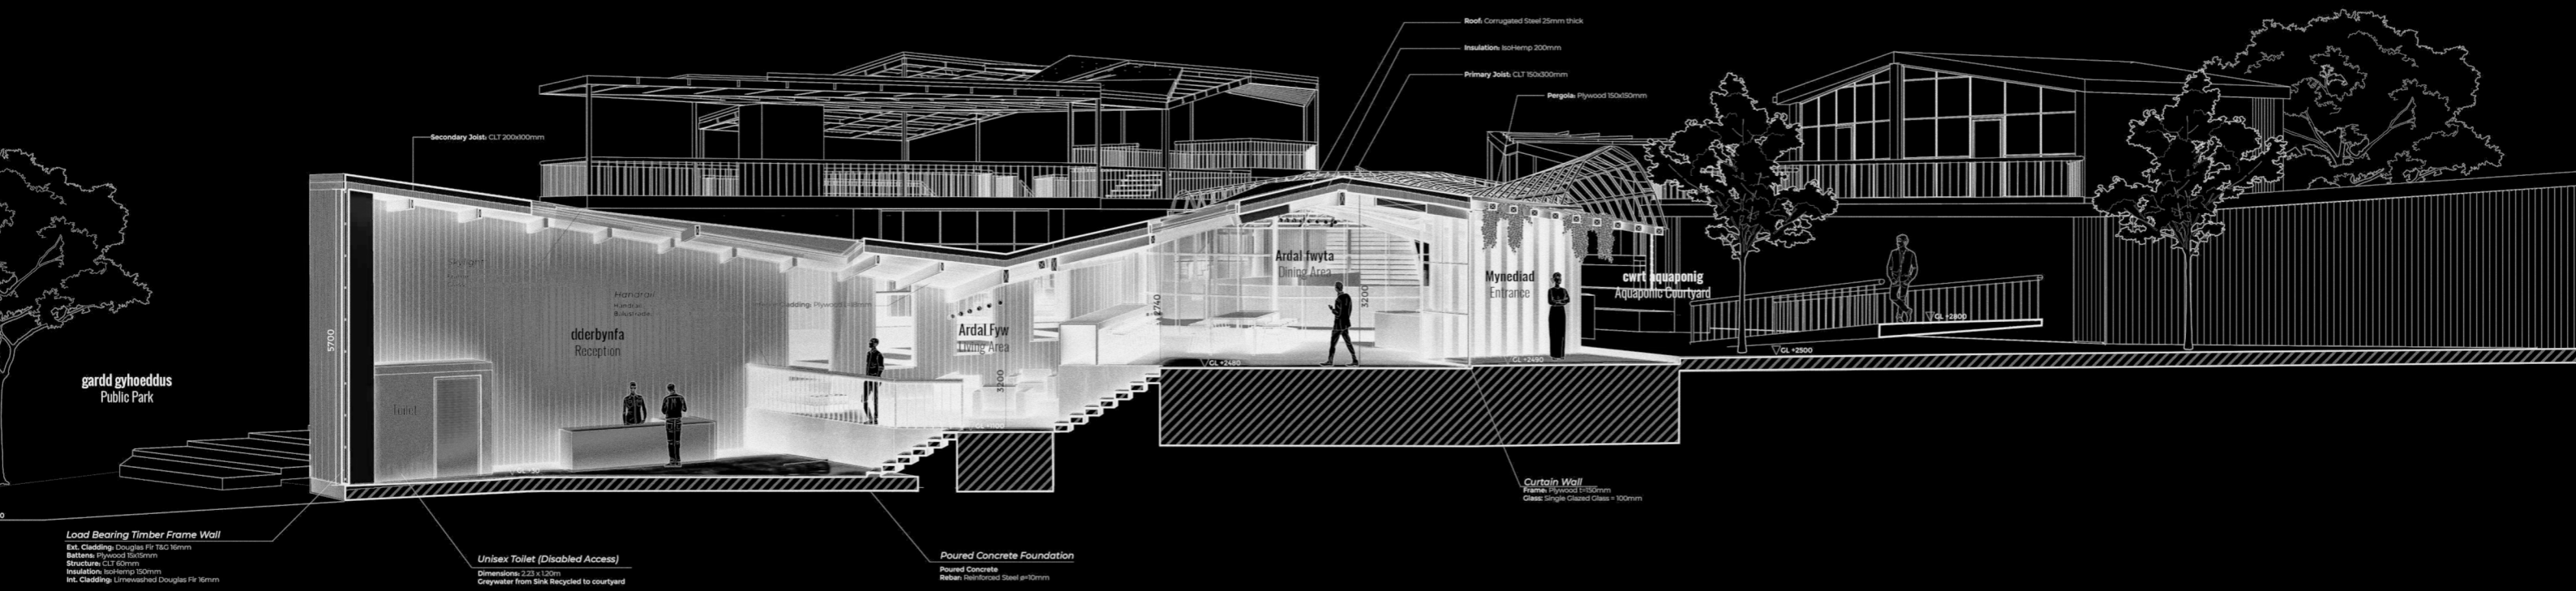 Roof: Corrugated Steel 25mm thick
Insulation: IsoHemp 200mm
Primary Joist: CLT 150x300mm
Pergola: Plywood 150x150mm
Secondary Joist: CLT 200x100mm
Skylight
Handrail
Handrail:
Balustrade:
Cladding: Plywood
dderbynfa
Reception
Ardal Fyw
Living Area
Ardal fwyta
Dining Area
Mynediad
Entrance
cwrt aquaponig
Aquaponic Courtyard
gardd gyhoeddus
Public Park
Toilet
5700
3200
2740
3200
GL +2480
GL +2490
GL +2500
GL +2800
Load Bearing Timber Frame Wall
Ext. Cladding: Douglas Fir T&G 16mm
Battens: Plywood 15x15mm
Structure: CLT 60mm
Insulation: IsoHemp 150mm
Int. Cladding: Limewashed Douglas Fir 16mm
Unisex Toilet (Disabled Access)
Dimensions: 2.23 x 1.20m
Greywater from Sink Recycled to courtyard
Poured Concrete Foundation
Poured Concrete
Rebar: Reinforced Steel ø=10mm
Curtain Wall
Frame: Plywood t=150mm
Glass: Single Glazed Glass = 100mm